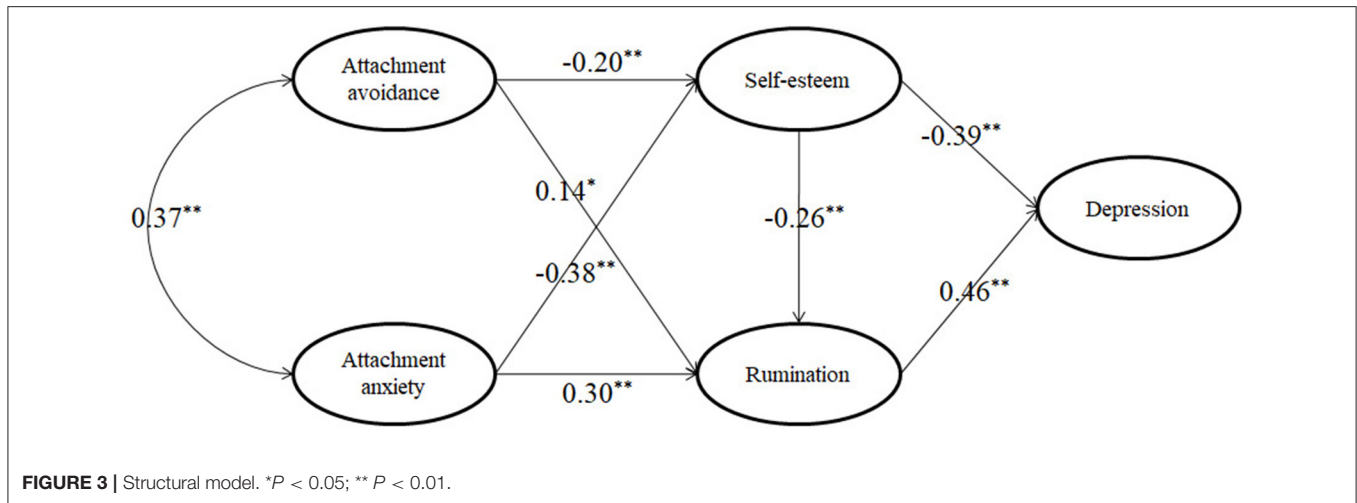 Attachment
avoidance
-0.20**
Self-esteem
-0.39**
0.14*
0.37**
-0.26**
Depression
-0.38**
0.46**
Attachment
anxiety
0.30**
Rumination
FIGURE 3 | Structural model. *P < 0.05; ** P < 0.01.